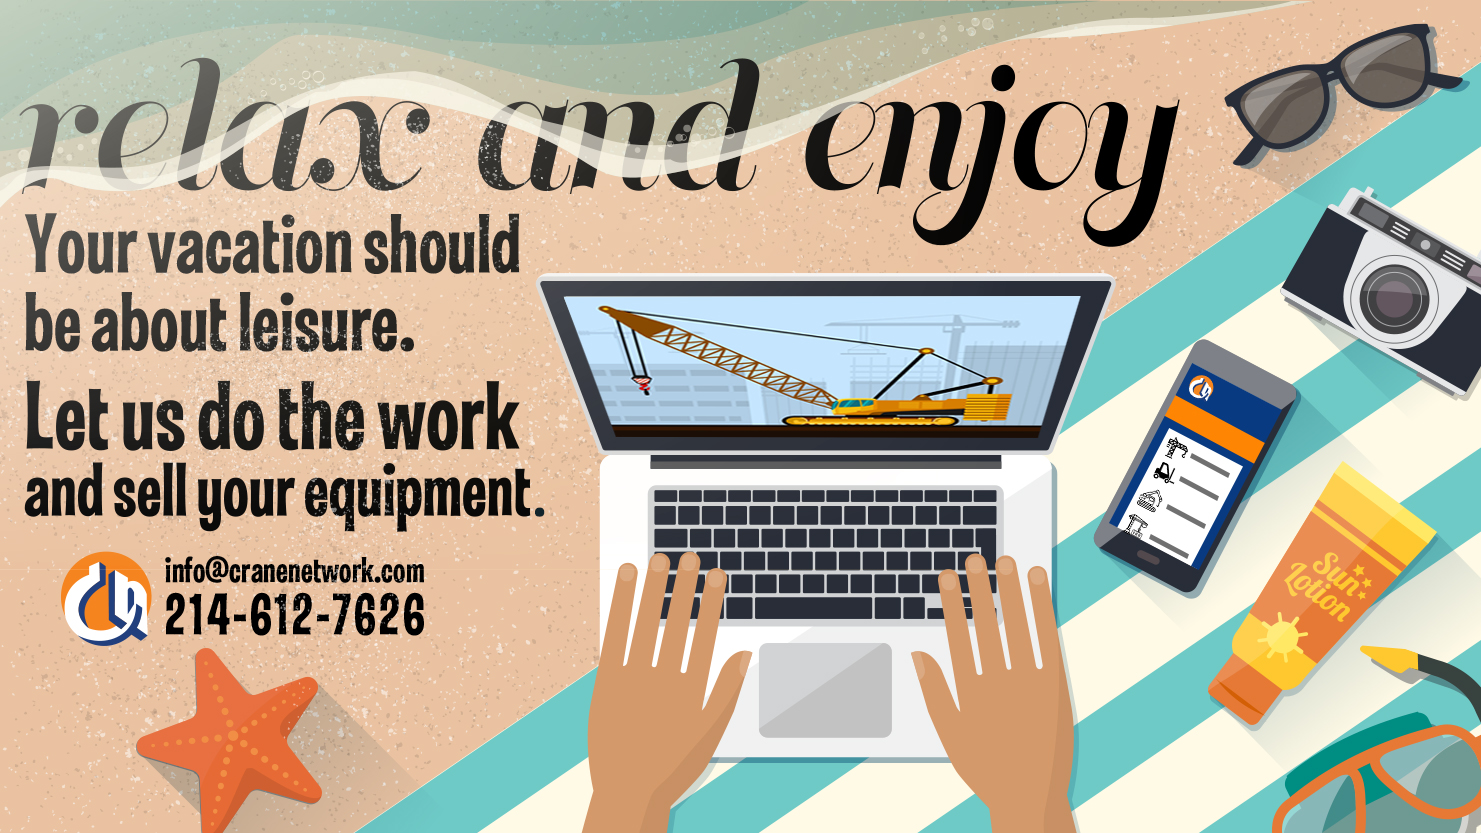 relax and enjoy
Your vacation should
be about leisure.
Let us do the work
and sell your equipment.
info@cranenetwork.com
214-612-7626
Sun
Lotion